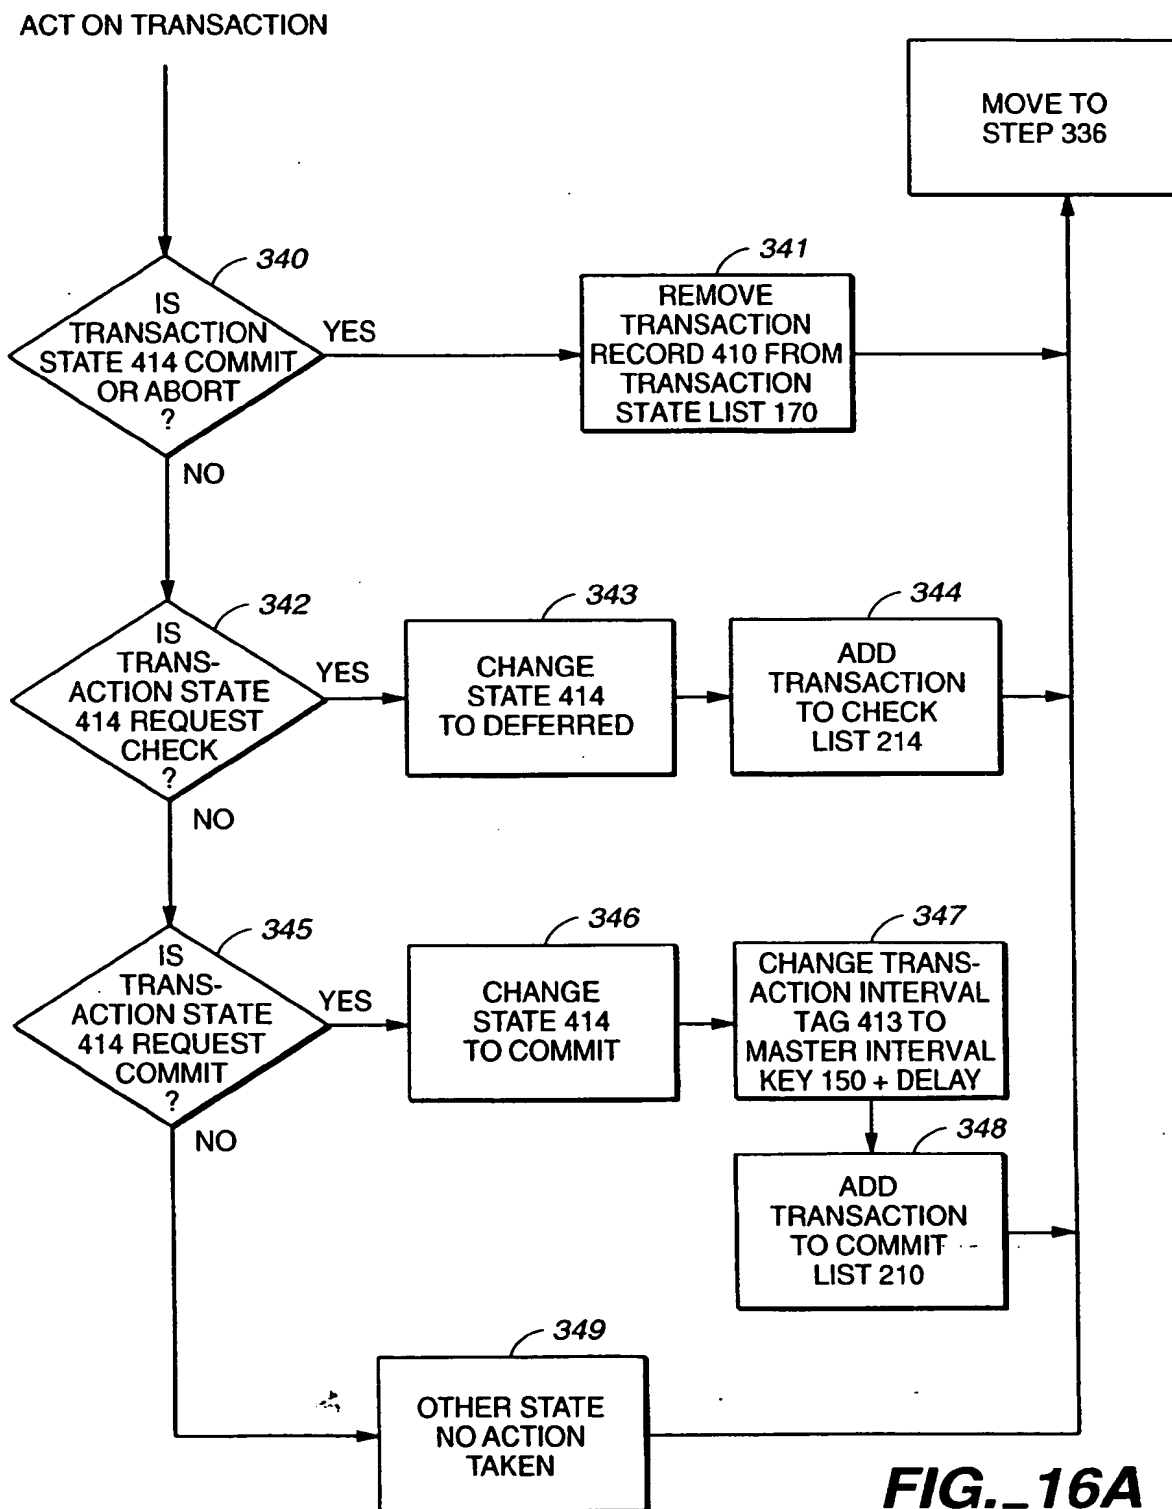 ACT ON TRANSACTION
MOVE TO
STEP 336
340
IS
TRANSACTION
STATE 414 COMMIT
OR ABORT
?
YES
NO
341
REMOVE
TRANSACTION
RECORD 410 FROM
TRANSACTION
STATE LIST 170
342
IS
TRANS-
ACTION STATE
414 REQUEST
CHECK
?
YES
NO
343
CHANGE
STATE 414
TO DEFERRED
344
ADD
TRANSACTION
TO CHECK
LIST 214
345
IS
TRANS-
ACTION STATE
414 REQUEST
COMMIT
?
YES
NO
346
CHANGE
STATE 414
TO COMMIT
347
CHANGE TRANS-
ACTION INTERVAL
TAG 413 TO
MASTER INTERVAL
KEY 150 + DELAY
348
ADD
TRANSACTION
TO COMMIT
LIST 210
349
OTHER STATE
NO ACTION
TAKEN
FIG._16A